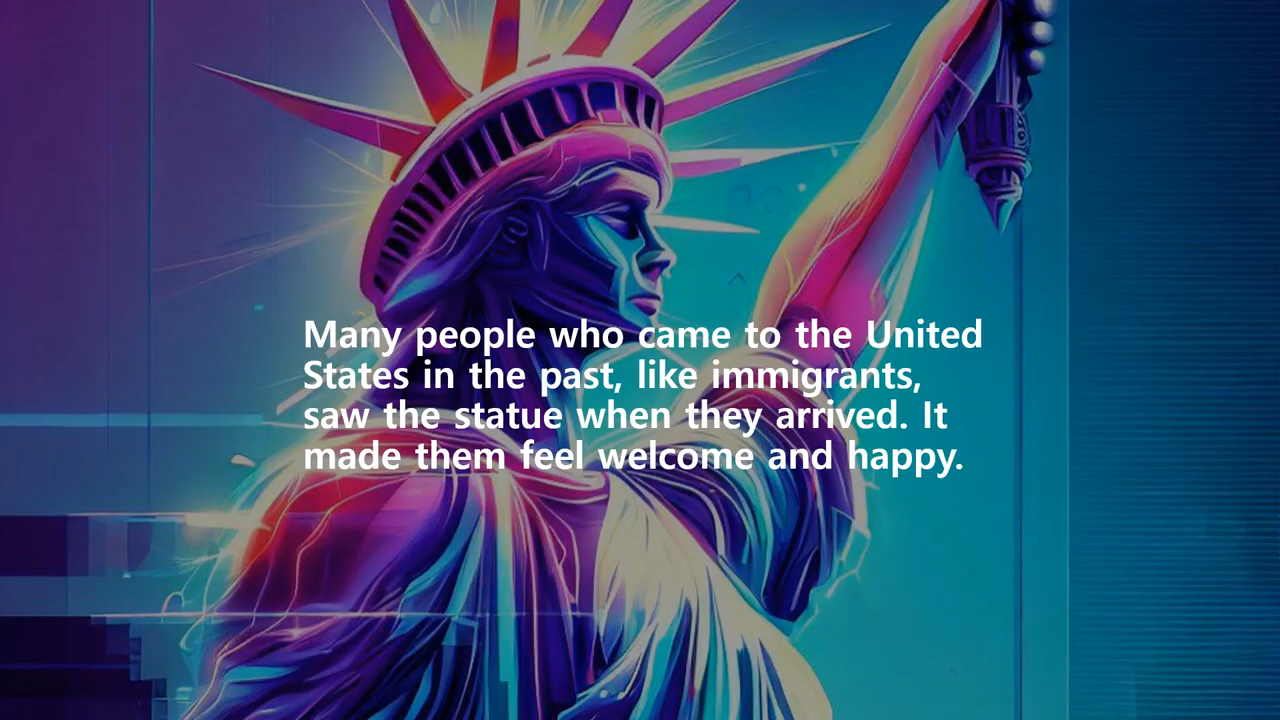 Many people who came to the United
States in the past, like immigrants,
saw the statue when they arrived. It
made them feel welcome and happy.